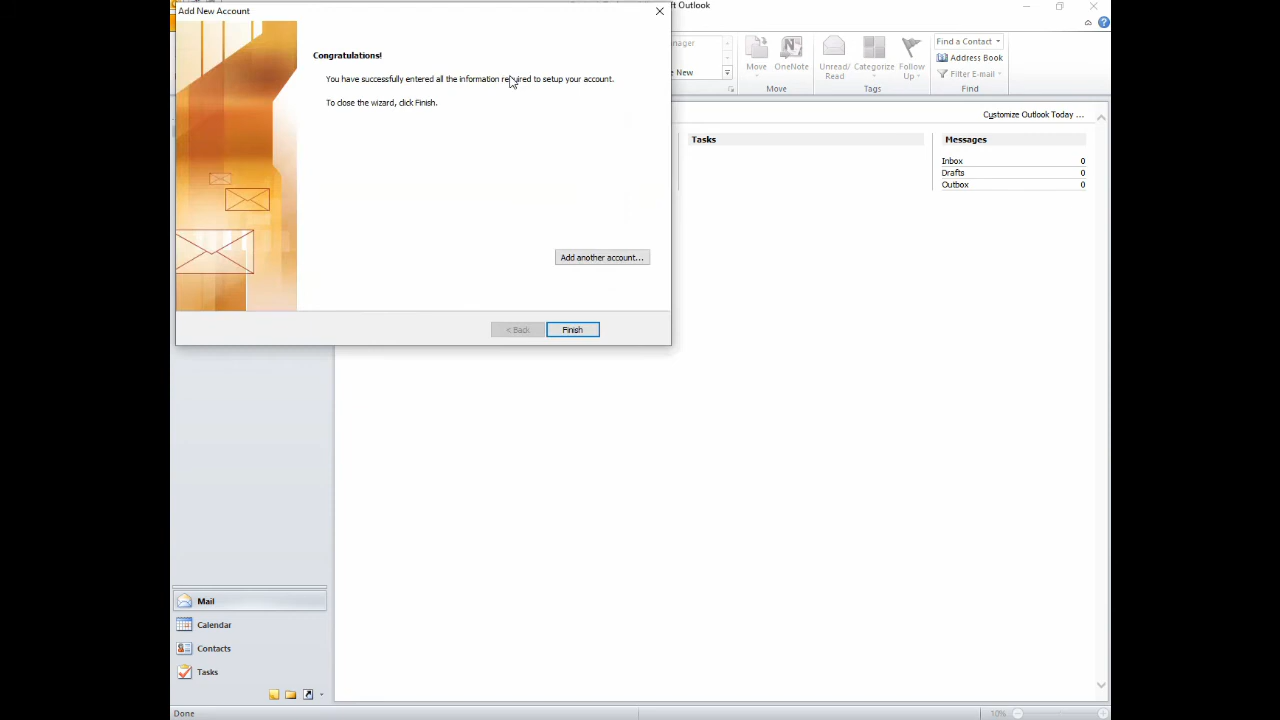 Add New Account
ft Outlook
Congratulations!
You have successfully entered all the information required to setup your account.
To close the wizard, click Finish.
Add another account...
< Back
Finish
nager
e New
Move
OneNote
Unread/
Read
Categorize
Follow
Up
Find a Contact
Address Book
Filter E-mail
Move
Tags
Find
Customize Outlook Today ...
Tasks
Messages
Inbox 0
Drafts 0
Outbox 0
Mail
Calendar
Contacts
Tasks
Done
10%